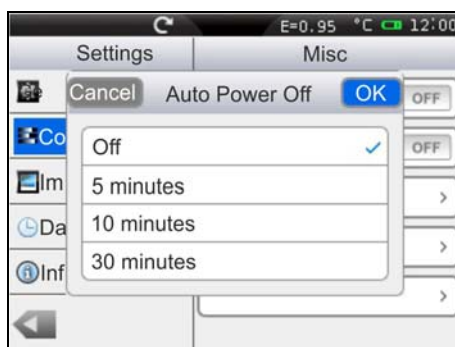 E=0.95 °C 12:00
Settings Misc
Cancel Auto Power Off OK
OFF
Co
Off
OFF
Im
5 minutes
Da
10 minutes
Inf
30 minutes